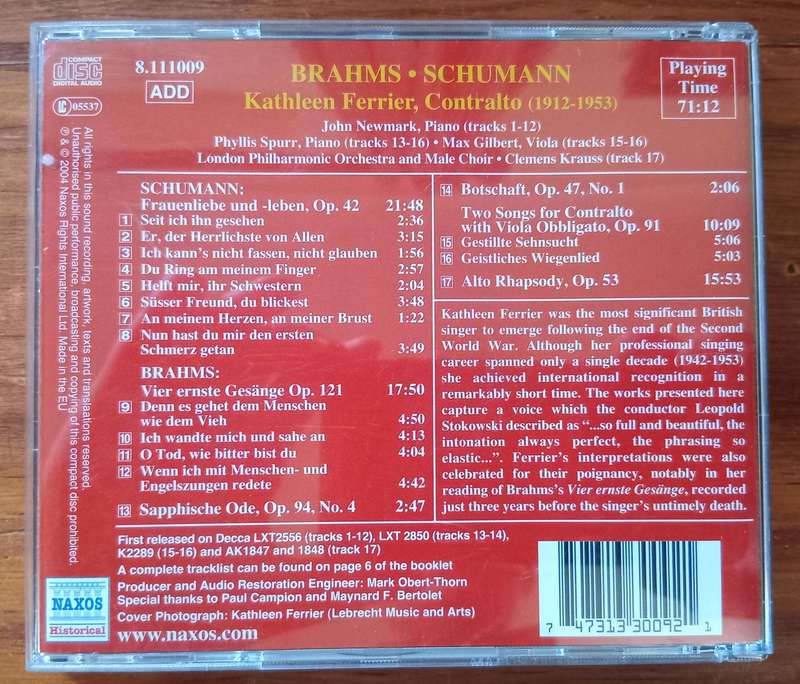 COMPACT
disc
DIGITAL AUDIO
LC 05537
8.111009
ADD
BRAHMS • SCHUMANN
Kathleen Ferrier, Contralto (1912-1953)
Playing
Time
71:12
John Newmark, Piano (tracks 1-12)
Phyllis Spurr, Piano (tracks 13-16) • Max Gilbert, Viola (tracks 15-16)
London Philharmonic Orchestra and Male Choir • Clemens Krauss (track 17)
SCHUMANN:
Frauenliebe und -leben, Op. 42 21:48
1 Seit ich ihn gesehen 2:36
2 Er, der Herrlichste von Allen 3:15
3 Ich kann's nicht fassen, nicht glauben 1:56
4 Du Ring am meinem Finger 2:57
5 Helft mir, ihr Schwestern 2:04
6 Süsser Freund, du blickest 3:48
7 An meinem Herzen, an meiner Brust 1:22
8 Nun hast du mir den ersten
Schmerz getan 3:49
BRAHMS:
Vier ernste Gesänge Op. 121 17:50
9 Denn es gehet dem Menschen
wie dem Vieh 4:50
10 Ich wandte mich und sahe an 4:13
11 O Tod, wie bitter bist du 4:04
12 Wenn ich mit Menschen- und
Engelszungen redete 4:42
13 Sapphische Ode, Op. 94, No. 4 2:47
14 Botschaft, Op. 47, No. 1 2:06
Two Songs for Contralto
with Viola Obbligato, Op. 91 10:09
15 Gestillte Sehnsucht 5:06
16 Geistliches Wiegenlied 5:03
17 Alto Rhapsody, Op. 53 15:53
Kathleen Ferrier was the most significant British
singer to emerge following the end of the Second
World War. Although her professional singing
career spanned only a single decade (1942-1953)
she achieved international recognition in a
remarkably short time. The works presented here
capture a voice which the conductor Leopold
Stokowski described as “...so full and beautiful, the
intonation always perfect, the phrasing so
elastic...”. Ferrier's interpretations were also
celebrated for their poignancy, notably in her
reading of Brahms's Vier ernste Gesänge, recorded
just three years before the singer's untimely death.
First released on Decca LXT2556 (tracks 1-12), LXT 2850 (tracks 13-14),
K2289 (15-16) and AK1847 and 1848 (track 17)
A complete tracklist can be found on page 6 of the booklet
Producer and Audio Restoration Engineer: Mark Obert-Thorn
Special thanks to Paul Campion and Maynard F. Bertolet
Cover Photograph: Kathleen Ferrier (Lebrecht Music and Arts)
www.naxos.com
NAXOS
Historical
7 47313 30092 1
All rights in this sound recording, artwork, texts and translaations reserved.
Unauthorised public performance, broadcasting and copying of this compact disc prohibited.
℗ & © 2004 Naxos Rights International Ltd. Made in the EU